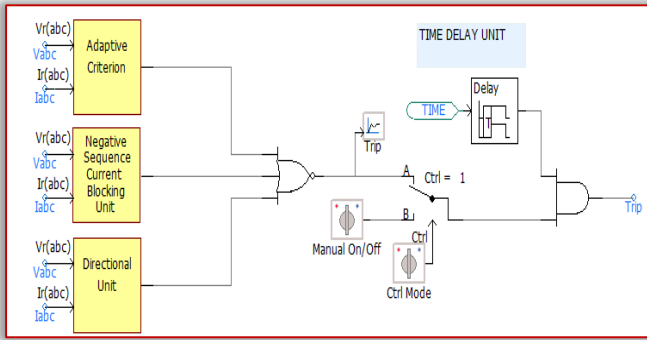 Vr(abc)
Vabc
Ir(abc)
Iabc
Adaptive
Criterion
Vr(abc)
Vabc
Ir(abc)
Iabc
Negative
Sequence
Current
Blocking
Unit
Vr(abc)
Vabc
Ir(abc)
Iabc
Directional
Unit
Trip
Manual On/Off
A
B
Ctrl = 1
Ctrl
Ctrl Mode
TIME DELAY UNIT
TIME
Delay
T
Trip